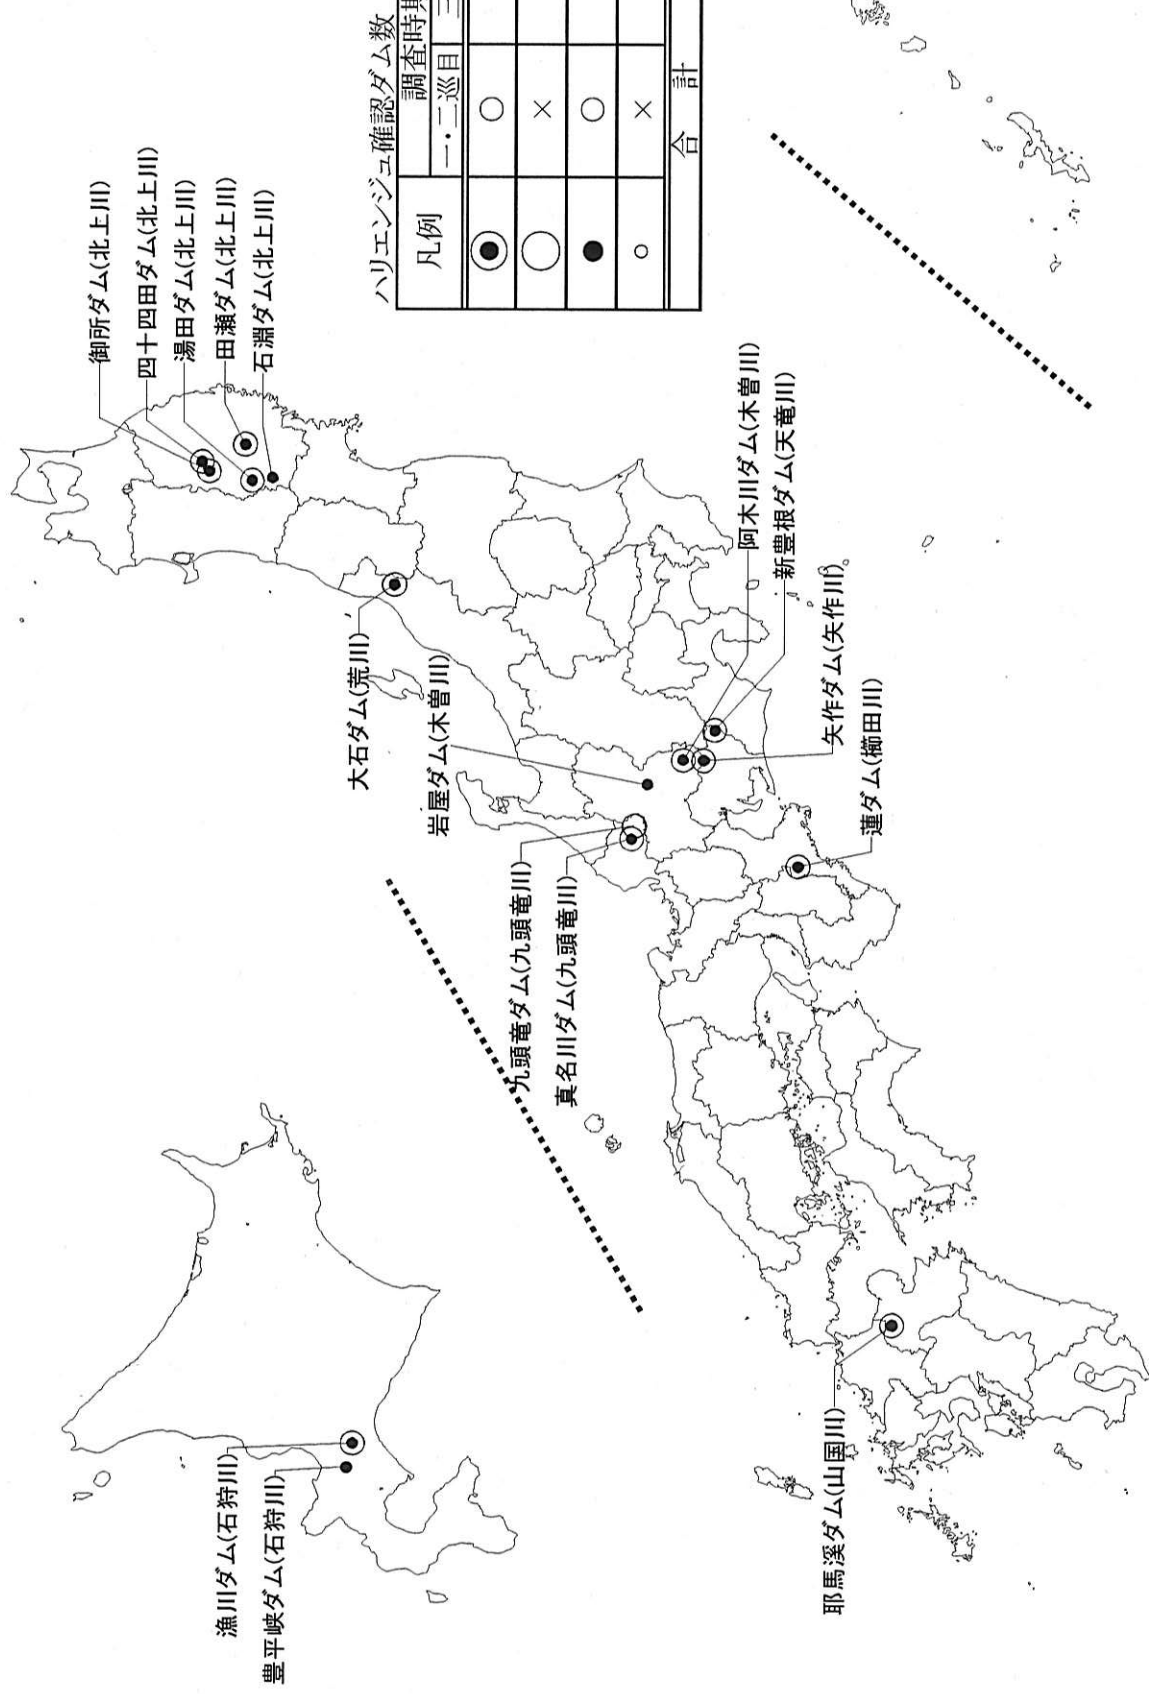 御所ダム(北上川)
四十四田ダム(北上川)
湯田ダム(北上川)
田瀬ダム(北上川)
石淵ダム(北上川)
ハリエンジュ確認ダム数
凡例
調査時期
一・二巡目
三
○
×
○
×
合 計
大石ダム(荒川)
岩屋ダム(木曽川)
九頭竜ダム(九頭竜川)
真名川ダム(九頭竜川)
阿木川ダム(木曽川)
新豊根ダム(天竜川)
矢作ダム(矢作川)
蓮ダム(櫛田川)
漁川ダム(石狩川)
豊平峡ダム(石狩川)
耶馬溪ダム(山国川)